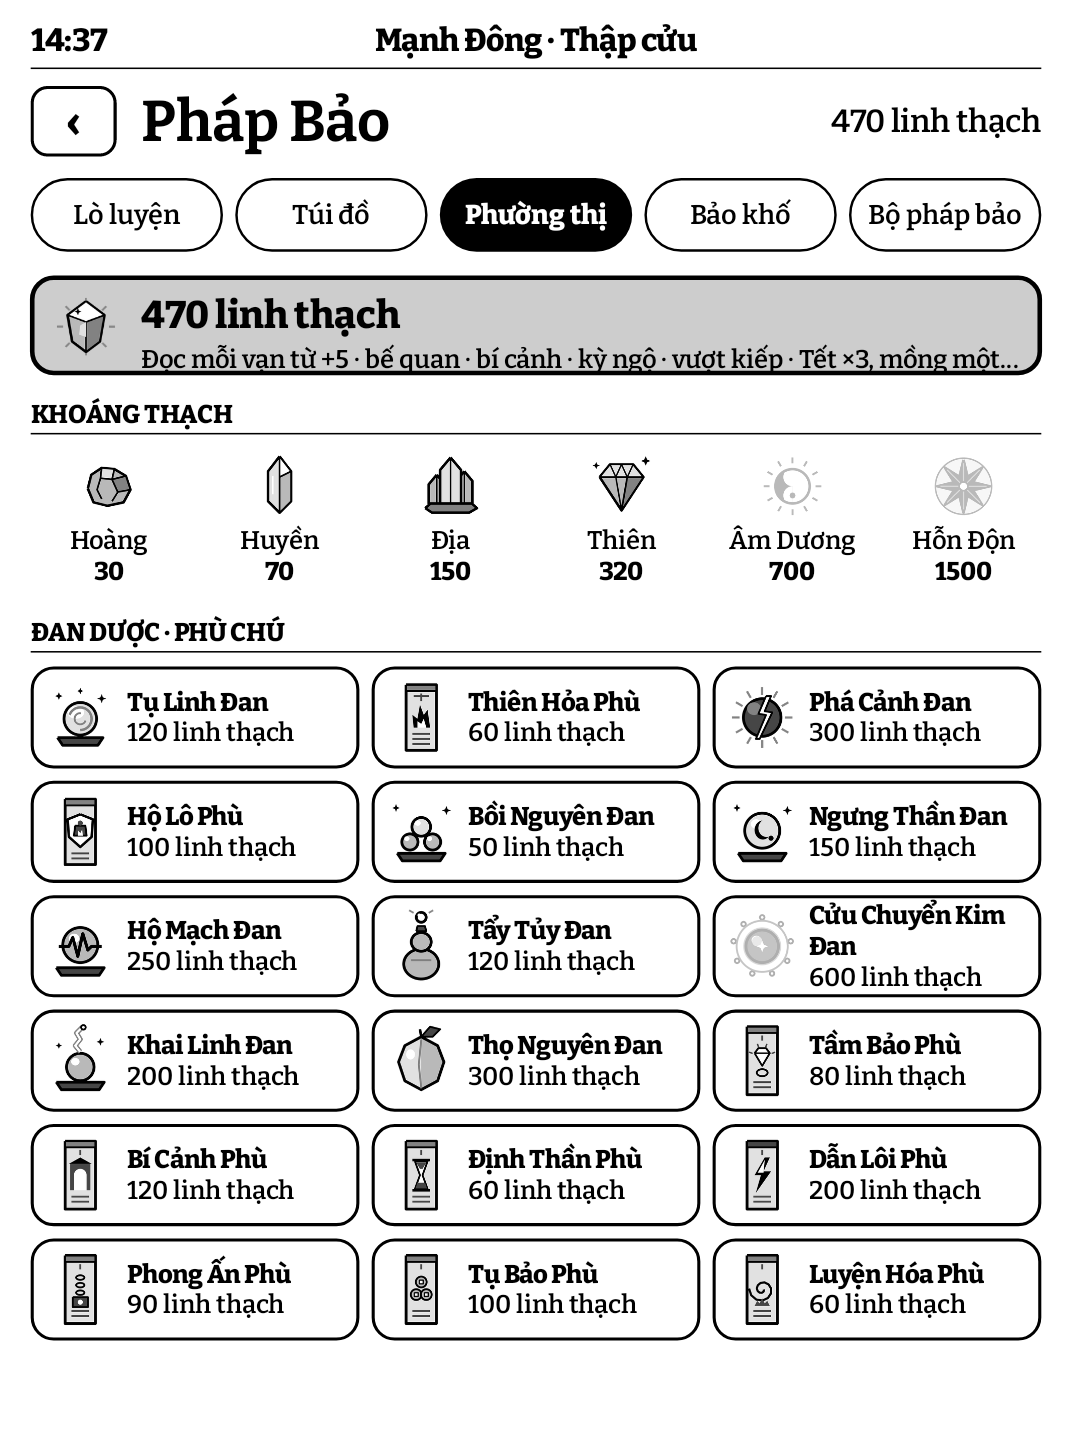 14:37
Mạnh Đông · Thập cửu
‹
Pháp Bảo
470 linh thạch
Lò luyện
Túi đồ
Phường thị
Bảo khố
Bộ pháp bảo
470 linh thạch
Đọc mỗi vạn từ +5 · bế quan · bí cảnh · kỳ ngộ · vượt kiếp · Tết ×3, mồng một...
KHOÁNG THẠCH
Hoàng
30
Huyền
70
Địa
150
Thiên
320
Âm Dương
700
Hỗn Độn
1500
ĐAN DƯỢC · PHÙ CHÚ
Tụ Linh Đan
120 linh thạch
Thiên Hỏa Phù
60 linh thạch
Phá Cảnh Đan
300 linh thạch
Hộ Lô Phù
100 linh thạch
Bồi Nguyên Đan
50 linh thạch
Ngưng Thần Đan
150 linh thạch
Hộ Mạch Đan
250 linh thạch
Tẩy Tủy Đan
120 linh thạch
Cửu Chuyển Kim
Đan
600 linh thạch
Khai Linh Đan
200 linh thạch
Thọ Nguyên Đan
300 linh thạch
Tầm Bảo Phù
80 linh thạch
Bí Cảnh Phù
120 linh thạch
Định Thần Phù
60 linh thạch
Dẫn Lôi Phù
200 linh thạch
Phong Ấn Phù
90 linh thạch
Tụ Bảo Phù
100 linh thạch
Luyện Hóa Phù
60 linh thạch